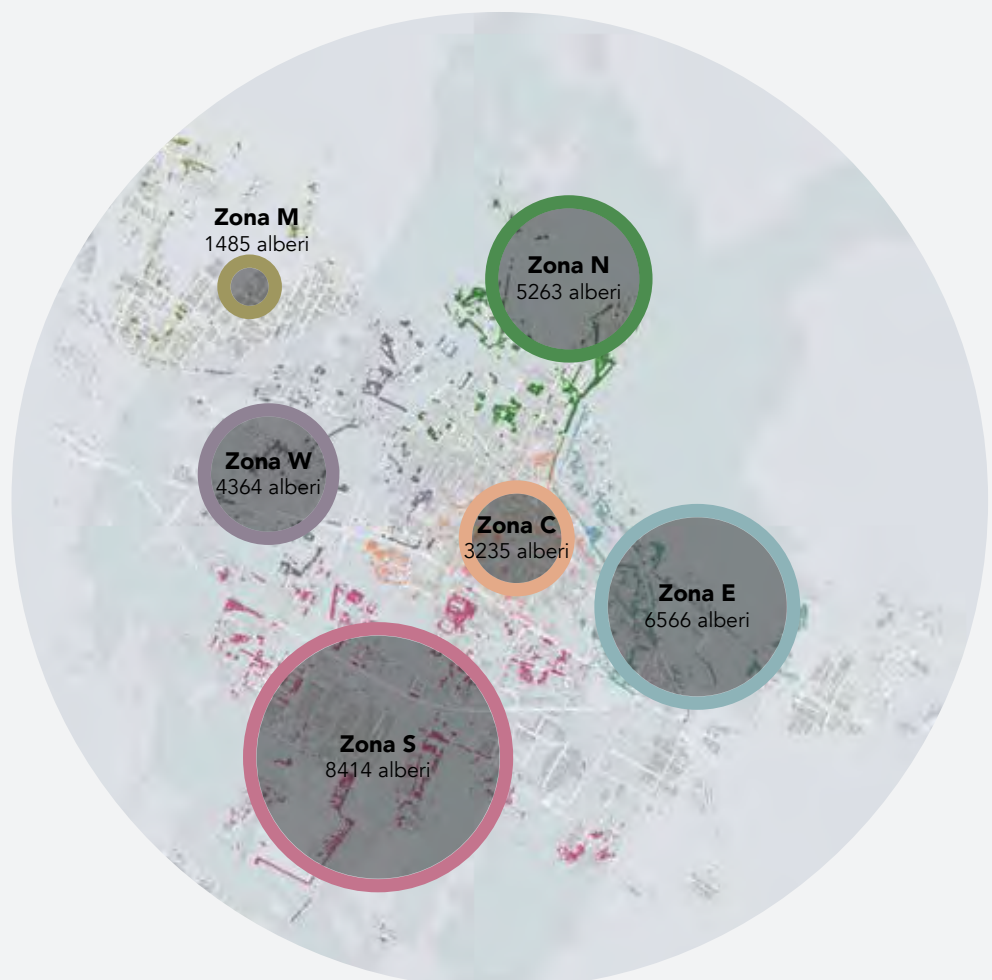 Zona M
1485 alberi
Zona N
5263 alberi
Zona W
4364 alberi
Zona C
3235 alberi
Zona E
6566 alberi
Zona S
8414 alberi